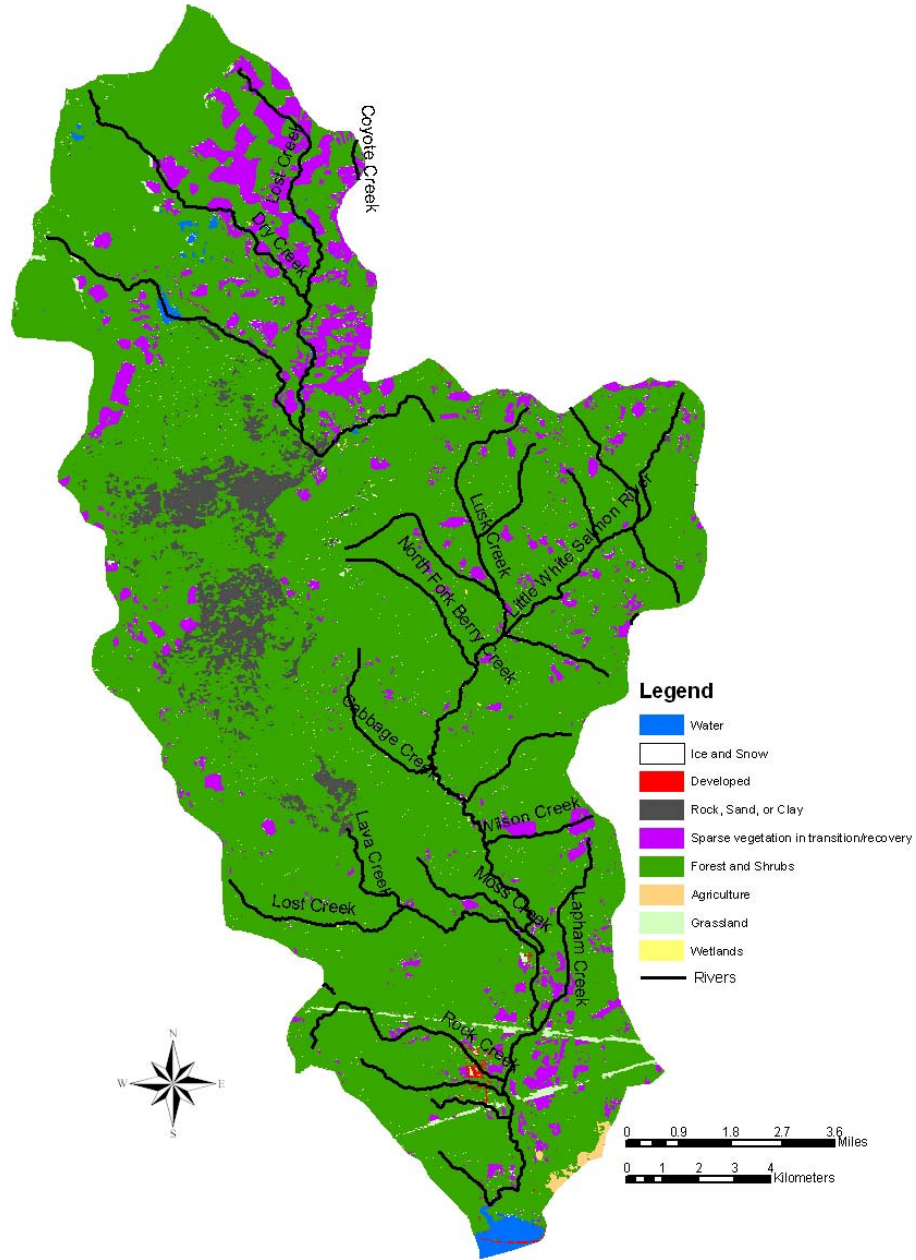 Coyote Creek
Lost Creek
Dry Creek
Lusk Creek
Little White Salmon River
North Fork Berry Creek
Cabbage Creek
Wilson Creek
Lava Creek
Moss Creek
Lost Creek
Lapham Creek
Rock Creek
Legend
Water
Ice and Snow
Developed
Rock, Sand, or Clay
Sparse vegetation in transition/recovery
Forest and Shrubs
Agriculture
Grassland
Wetlands
Rivers
N
W E
S
0 0.9 1.8 2.7 3.6
Miles
0 1 2 3 4
Kilometers